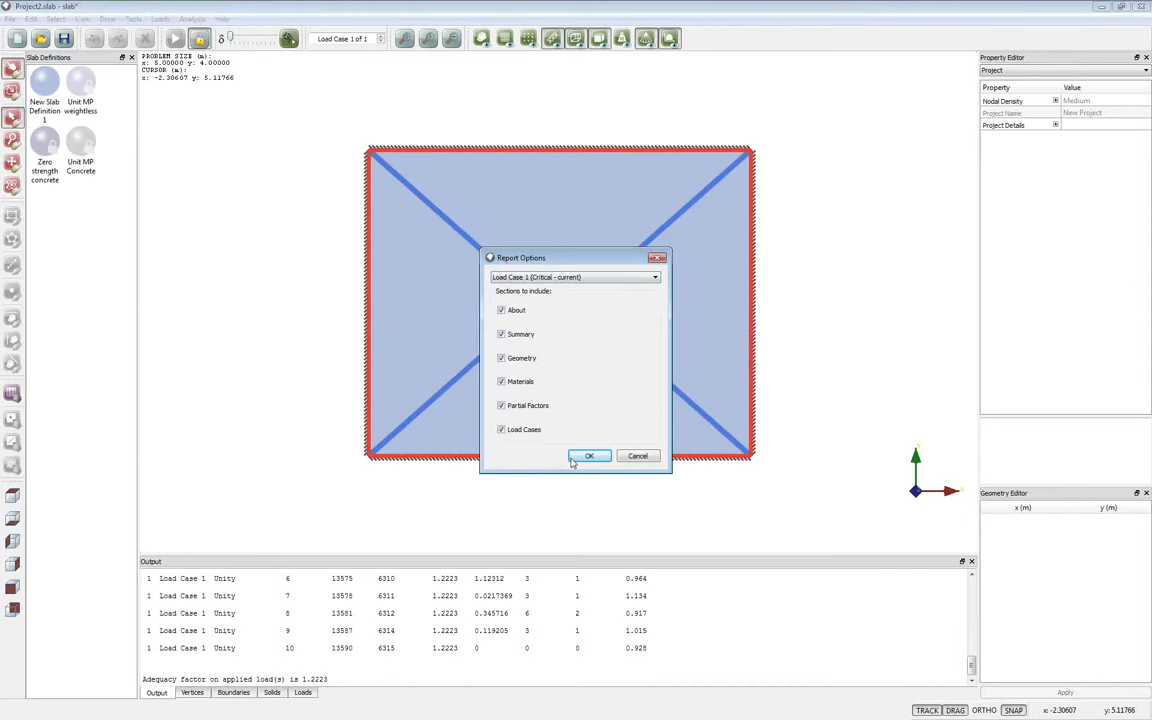 Project2.slab - slab*
File Edit Select View Draw Tools Loads Analysis Help
δ
Load Case 1 of 1
Slab Definitions
New Slab
Definition
1
Unit MP
weightless
Zero
strength
concrete
Unit MP
Concrete
PROBLEM SIZE (m):
x: 5.00000 y: 4.00000
CURSOR (m):
x: -2.30607 y: 5.11766
Report Options
Load Case 1 (Critical - current)
Sections to include:
About
Summary
Geometry
Materials
Partial Factors
Load Cases
OK Cancel
Property Editor
Project
Property Value
Nodal Density Medium
Project Name New Project
Project Details
Geometry Editor
x (m) y (m)
Apply
Output
1 Load Case 1 Unity 6 13575 6310 1.2223 1.12312 3 1 0.964
1 Load Case 1 Unity 7 13578 6311 1.2223 0.0217369 3 1 1.134
1 Load Case 1 Unity 8 13581 6312 1.2223 0.345716 6 2 0.917
1 Load Case 1 Unity 9 13587 6314 1.2223 0.119205 3 1 1.015
1 Load Case 1 Unity 10 13590 6315 1.2223 0 0 0 0.928
Adequacy factor on applied load(s) is 1.2223
Output Vertices Boundaries Solids Loads
TRACK DRAG ORTHO SNAP x: -2.30607 y: 5.11766